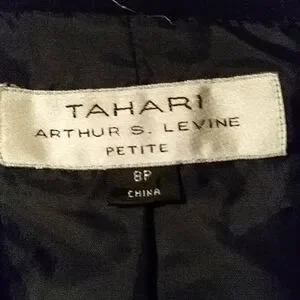 TAHARI
ARTHUR S. LEVINE
PETITE
8P
CHINA